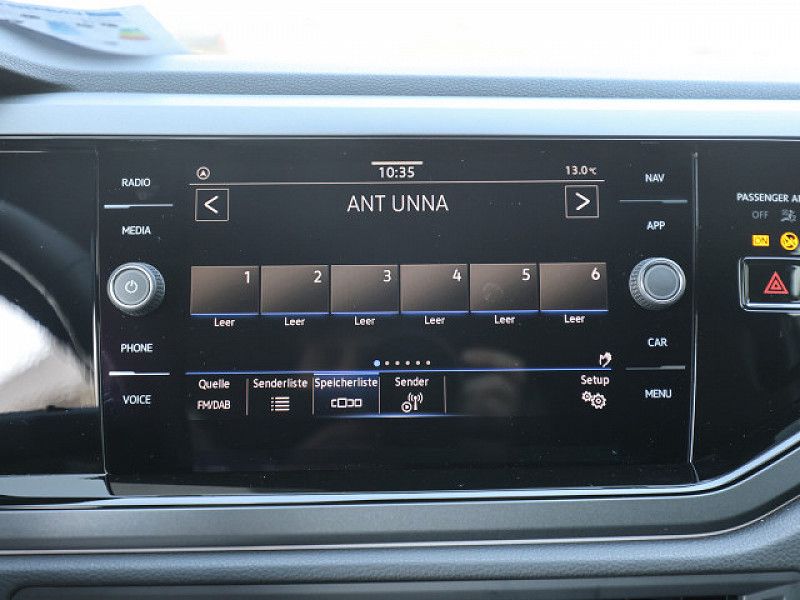 RADIO
MEDIA
PHONE
VOICE
10:35
13.0°C
<
ANT UNNA
>
1 2 3 4 5 6
Leer Leer Leer Leer Leer Leer
Quelle Senderliste Speicherliste Sender Setup
FM/DAB
NAV
APP
CAR
MENU
PASSENGER
OFF
ON